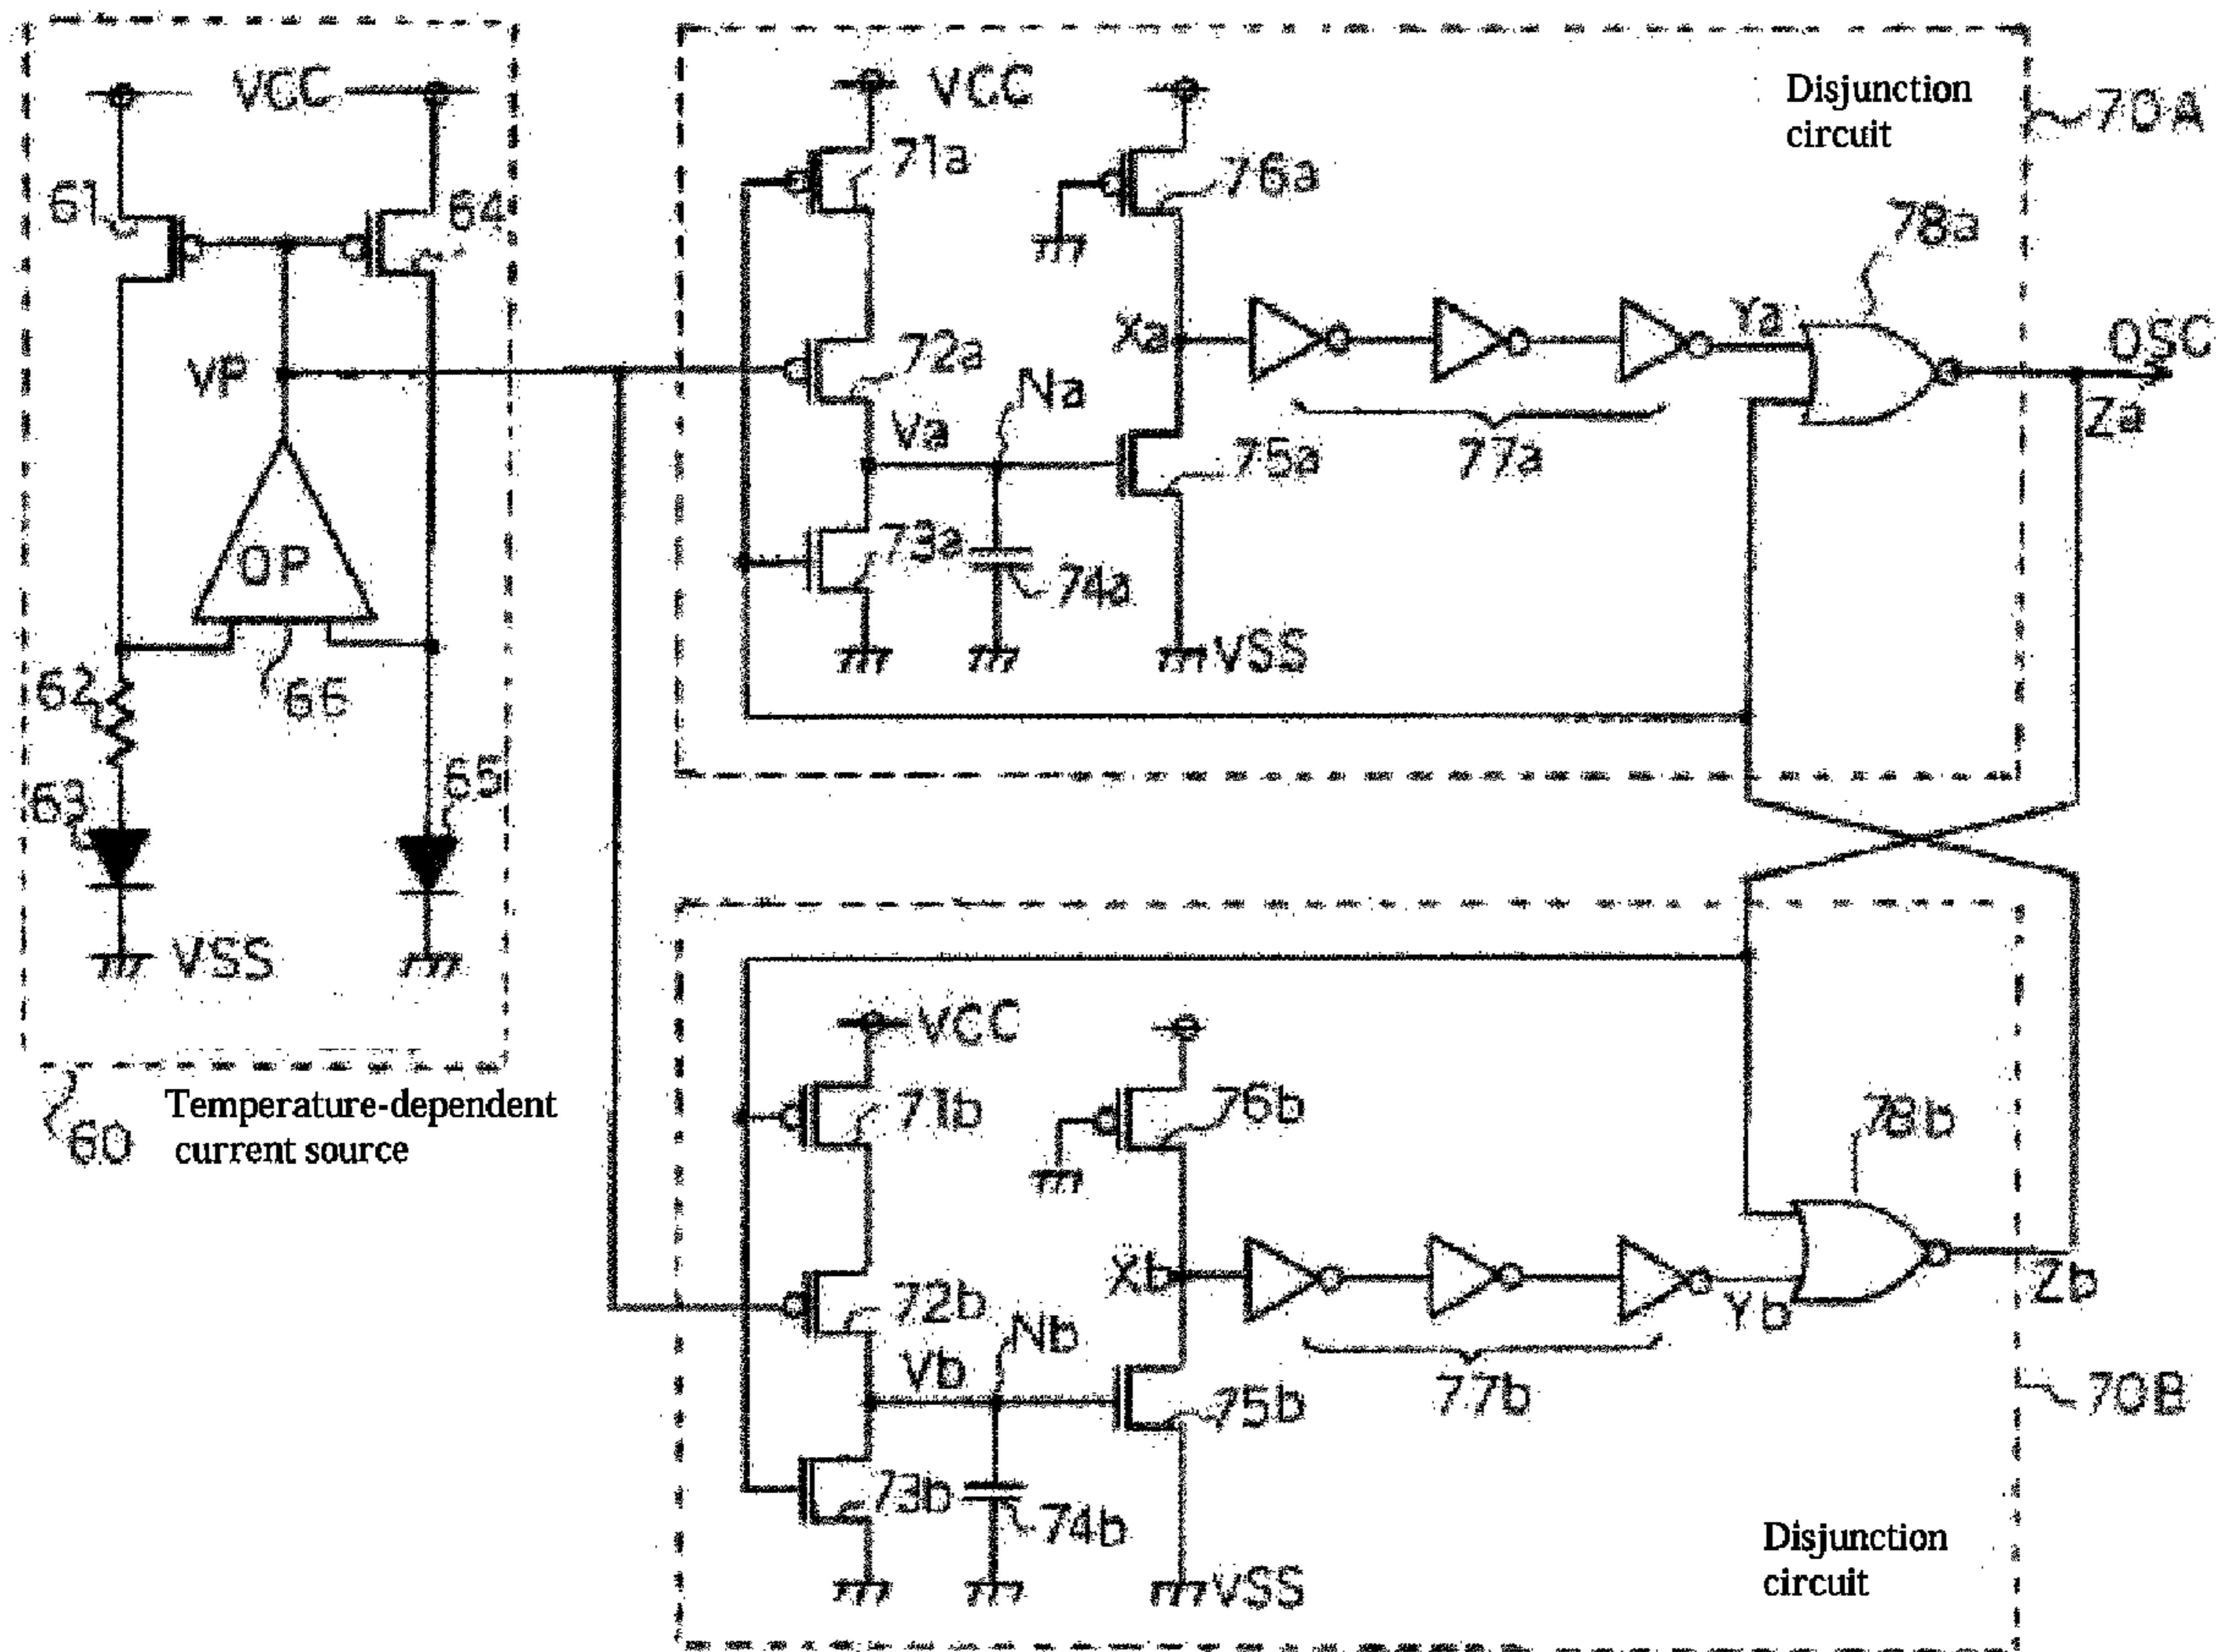 VCC
61
64
VP
OP
66
62
63
65
VSS
60
Temperature-dependent
current source
VCC
Disjunction
circuit
70A
71a
76a
78a
72a
Xa
Ya
OSC
Za
Va
Na
75a
77a
73a
74a
VSS
VCC
71b
76b
78b
72b
Xb
Yb
Zb
Vb
Nb
75b
77b
70B
73b
74b
VSS
Disjunction
circuit